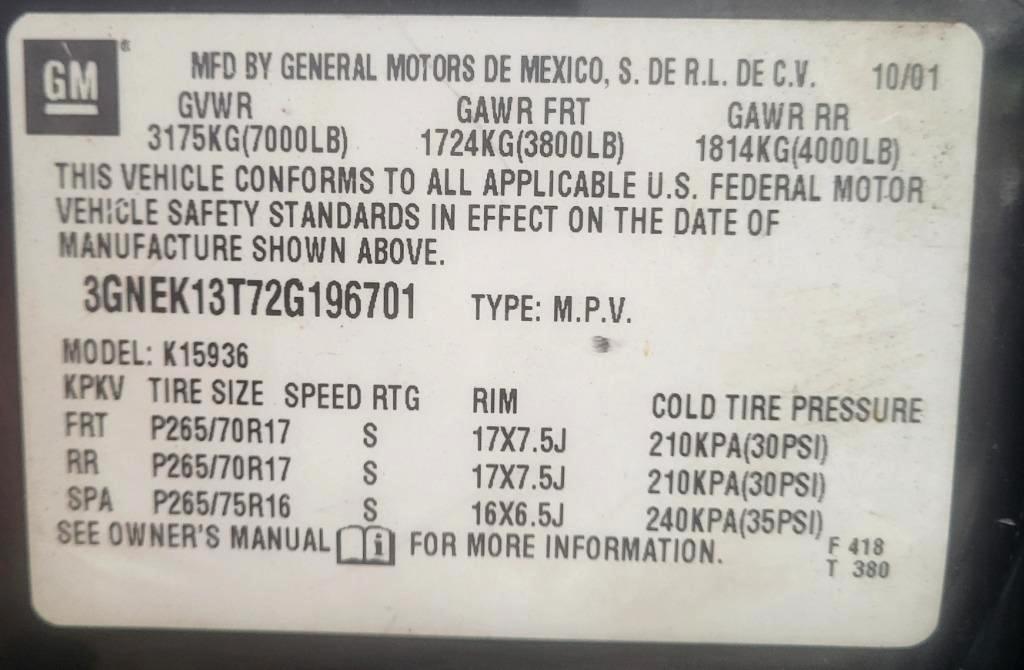 GM ® MFD BY GENERAL MOTORS DE MEXICO, S. DE R.L. DE C.V. 10/01
GVWR GAWR FRT GAWR RR
3175KG(7000LB) 1724KG(3800LB) 1814KG(4000LB)
THIS VEHICLE CONFORMS TO ALL APPLICABLE U.S. FEDERAL MOTOR
VEHICLE SAFETY STANDARDS IN EFFECT ON THE DATE OF
MANUFACTURE SHOWN ABOVE.
3GNEK13T72G196701 TYPE: M.P.V.
MODEL: K15936
KPKV TIRE SIZE SPEED RTG RIM COLD TIRE PRESSURE
FRT P265/70R17 S 17X7.5J 210KPA(30PSI)
RR P265/70R17 S 17X7.5J 210KPA(30PSI)
SPA P265/75R16 S 16X6.5J 240KPA(35PSI)
SEE OWNER'S MANUAL i FOR MORE INFORMATION.
F 418
T 380